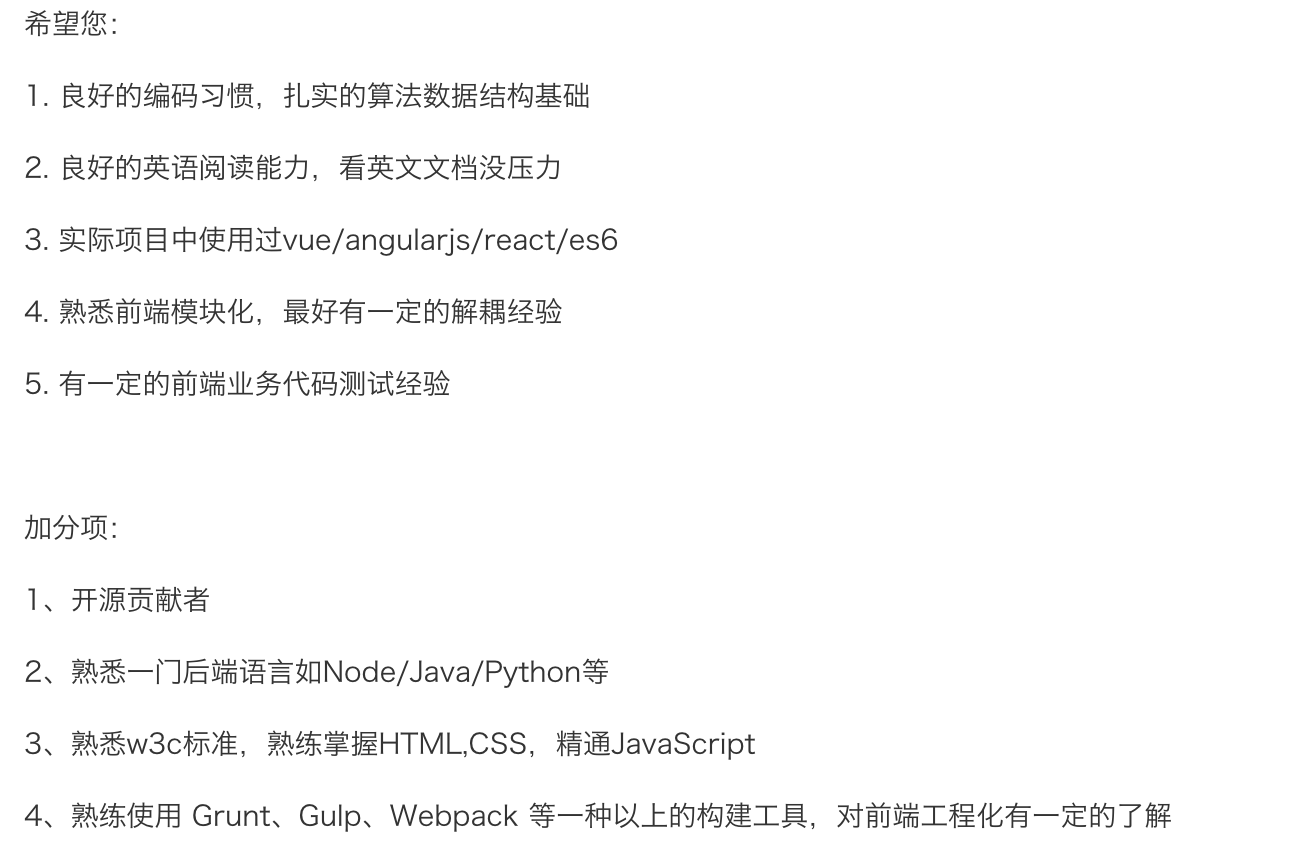 希望您：
1. 良好的编码习惯，扎实的算法数据结构基础
2. 良好的英语阅读能力，看英文文档没压力
3. 实际项目中使用过vue/angularjs/react/es6
4. 熟悉前端模块化，最好有一定的解耦经验
5. 有一定的前端业务代码测试经验
加分项：
1、开源贡献者
2、熟悉一门后端语言如Node/Java/Python等
3、熟悉w3c标准，熟练掌握HTML,CSS，精通JavaScript
4、熟练使用 Grunt、Gulp、Webpack 等一种以上的构建工具，对前端工程化有一定的了解